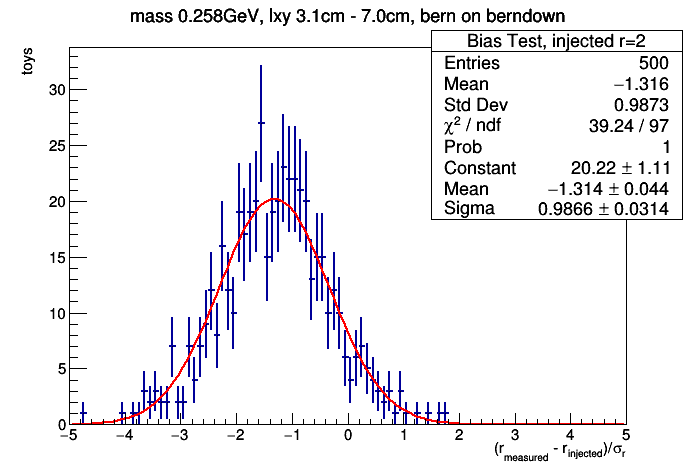 mass 0.258GeV, lxy 3.1cm - 7.0cm, bern on berndown
toys
Bias Test, injected r=2
Entries 500
Mean −1.316
Std Dev 0.9873
χ² / ndf 39.24 / 97
Prob 1
Constant 20.22 ± 1.11
Mean −1.314 ± 0.044
Sigma 0.9866 ± 0.0314
30
25
20
15
10
5
0
−5 −4 −3 −2 −1 0 1 2 3 4 5
(r_measured - r_injected)/σ_r